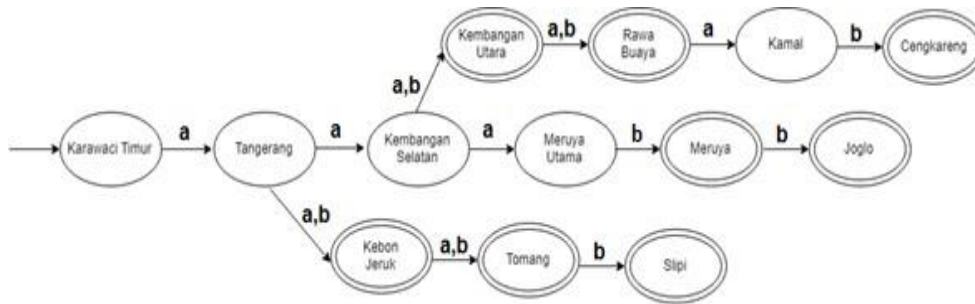 a,b
Kembangan
Utara
a,b
Rawa
Buaya
a
Kamal
b
Cengkareng
Karawaci Timur
a
Tangerang
a
Kembangan
Selatan
a
Meruya
Utama
b
Meruya
b
Joglo
a,b
Kebon
Jeruk
a,b
Tomang
b
Slipi